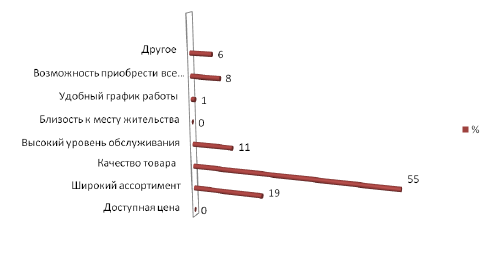 Другое 6
Возможность приобрести все... 8
Удобный график работы 1
Близость к месту жительства 0
Высокий уровень обслуживания 11
Качество товара 55
Широкий ассортимент 19
Доступная цена 0
%